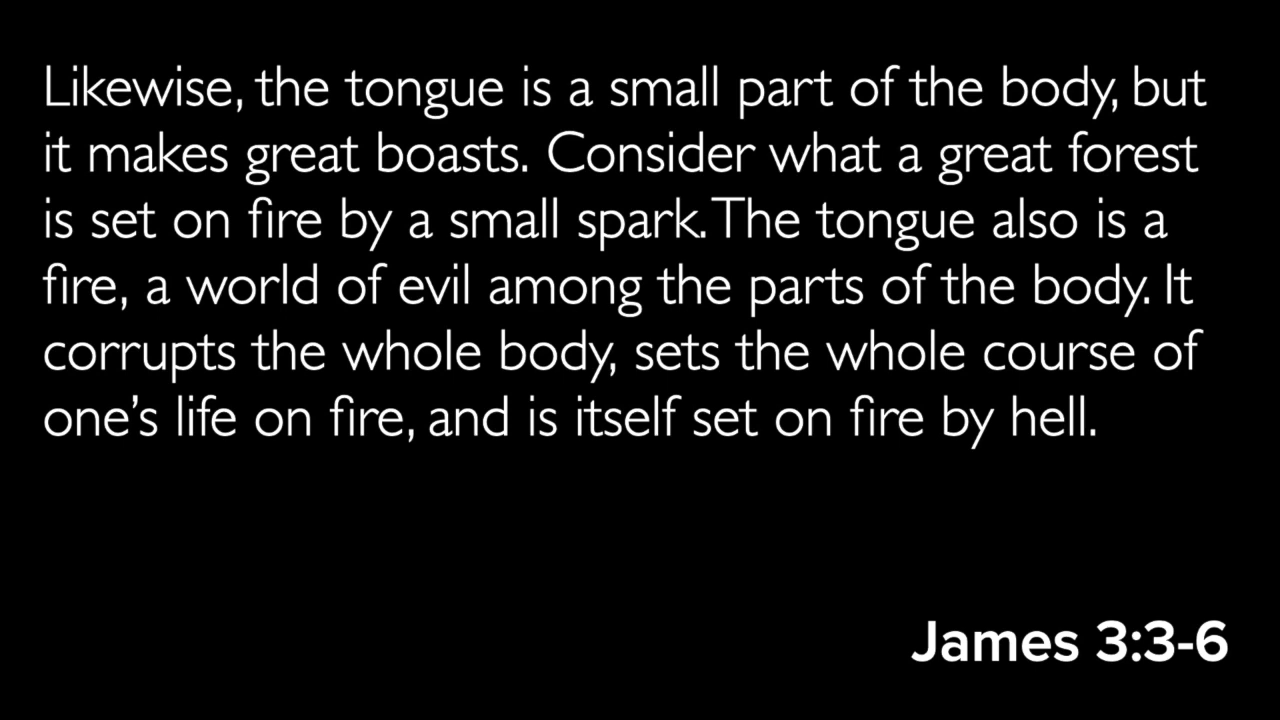 Likewise, the tongue is a small part of the body, but
it makes great boasts. Consider what a great forest
is set on fire by a small spark. The tongue also is a
fire, a world of evil among the parts of the body. It
corrupts the whole body, sets the whole course of
one’s life on fire, and is itself set on fire by hell.
James 3:3-6